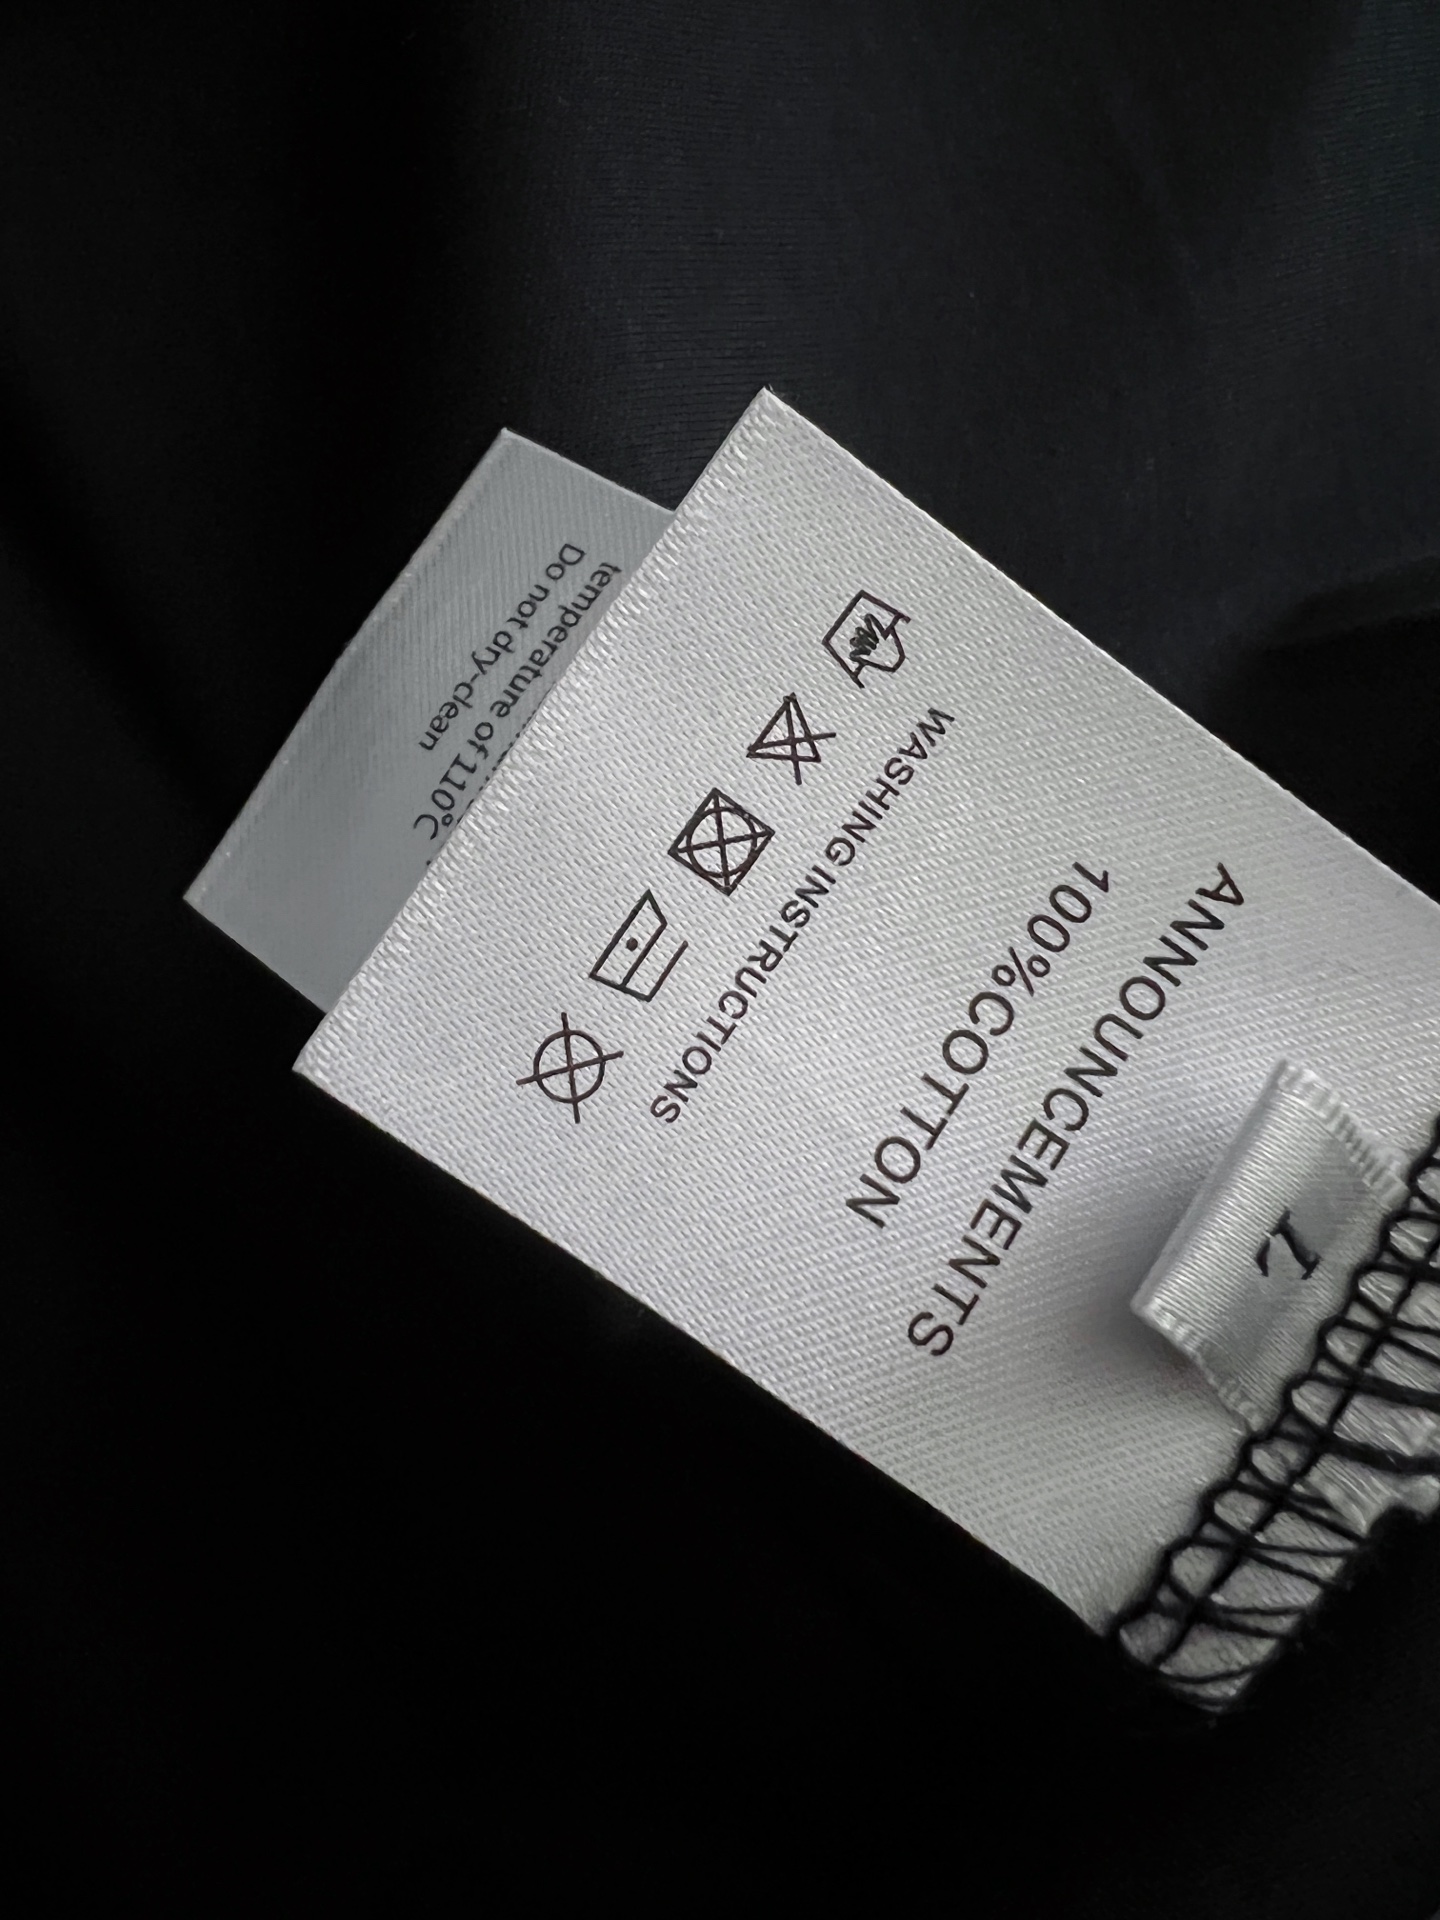 ANNOUNCEMENTS
100%COTTON
WASHING INSTRUCTIONS
L
temperature of 110℃
Do not dry-clean